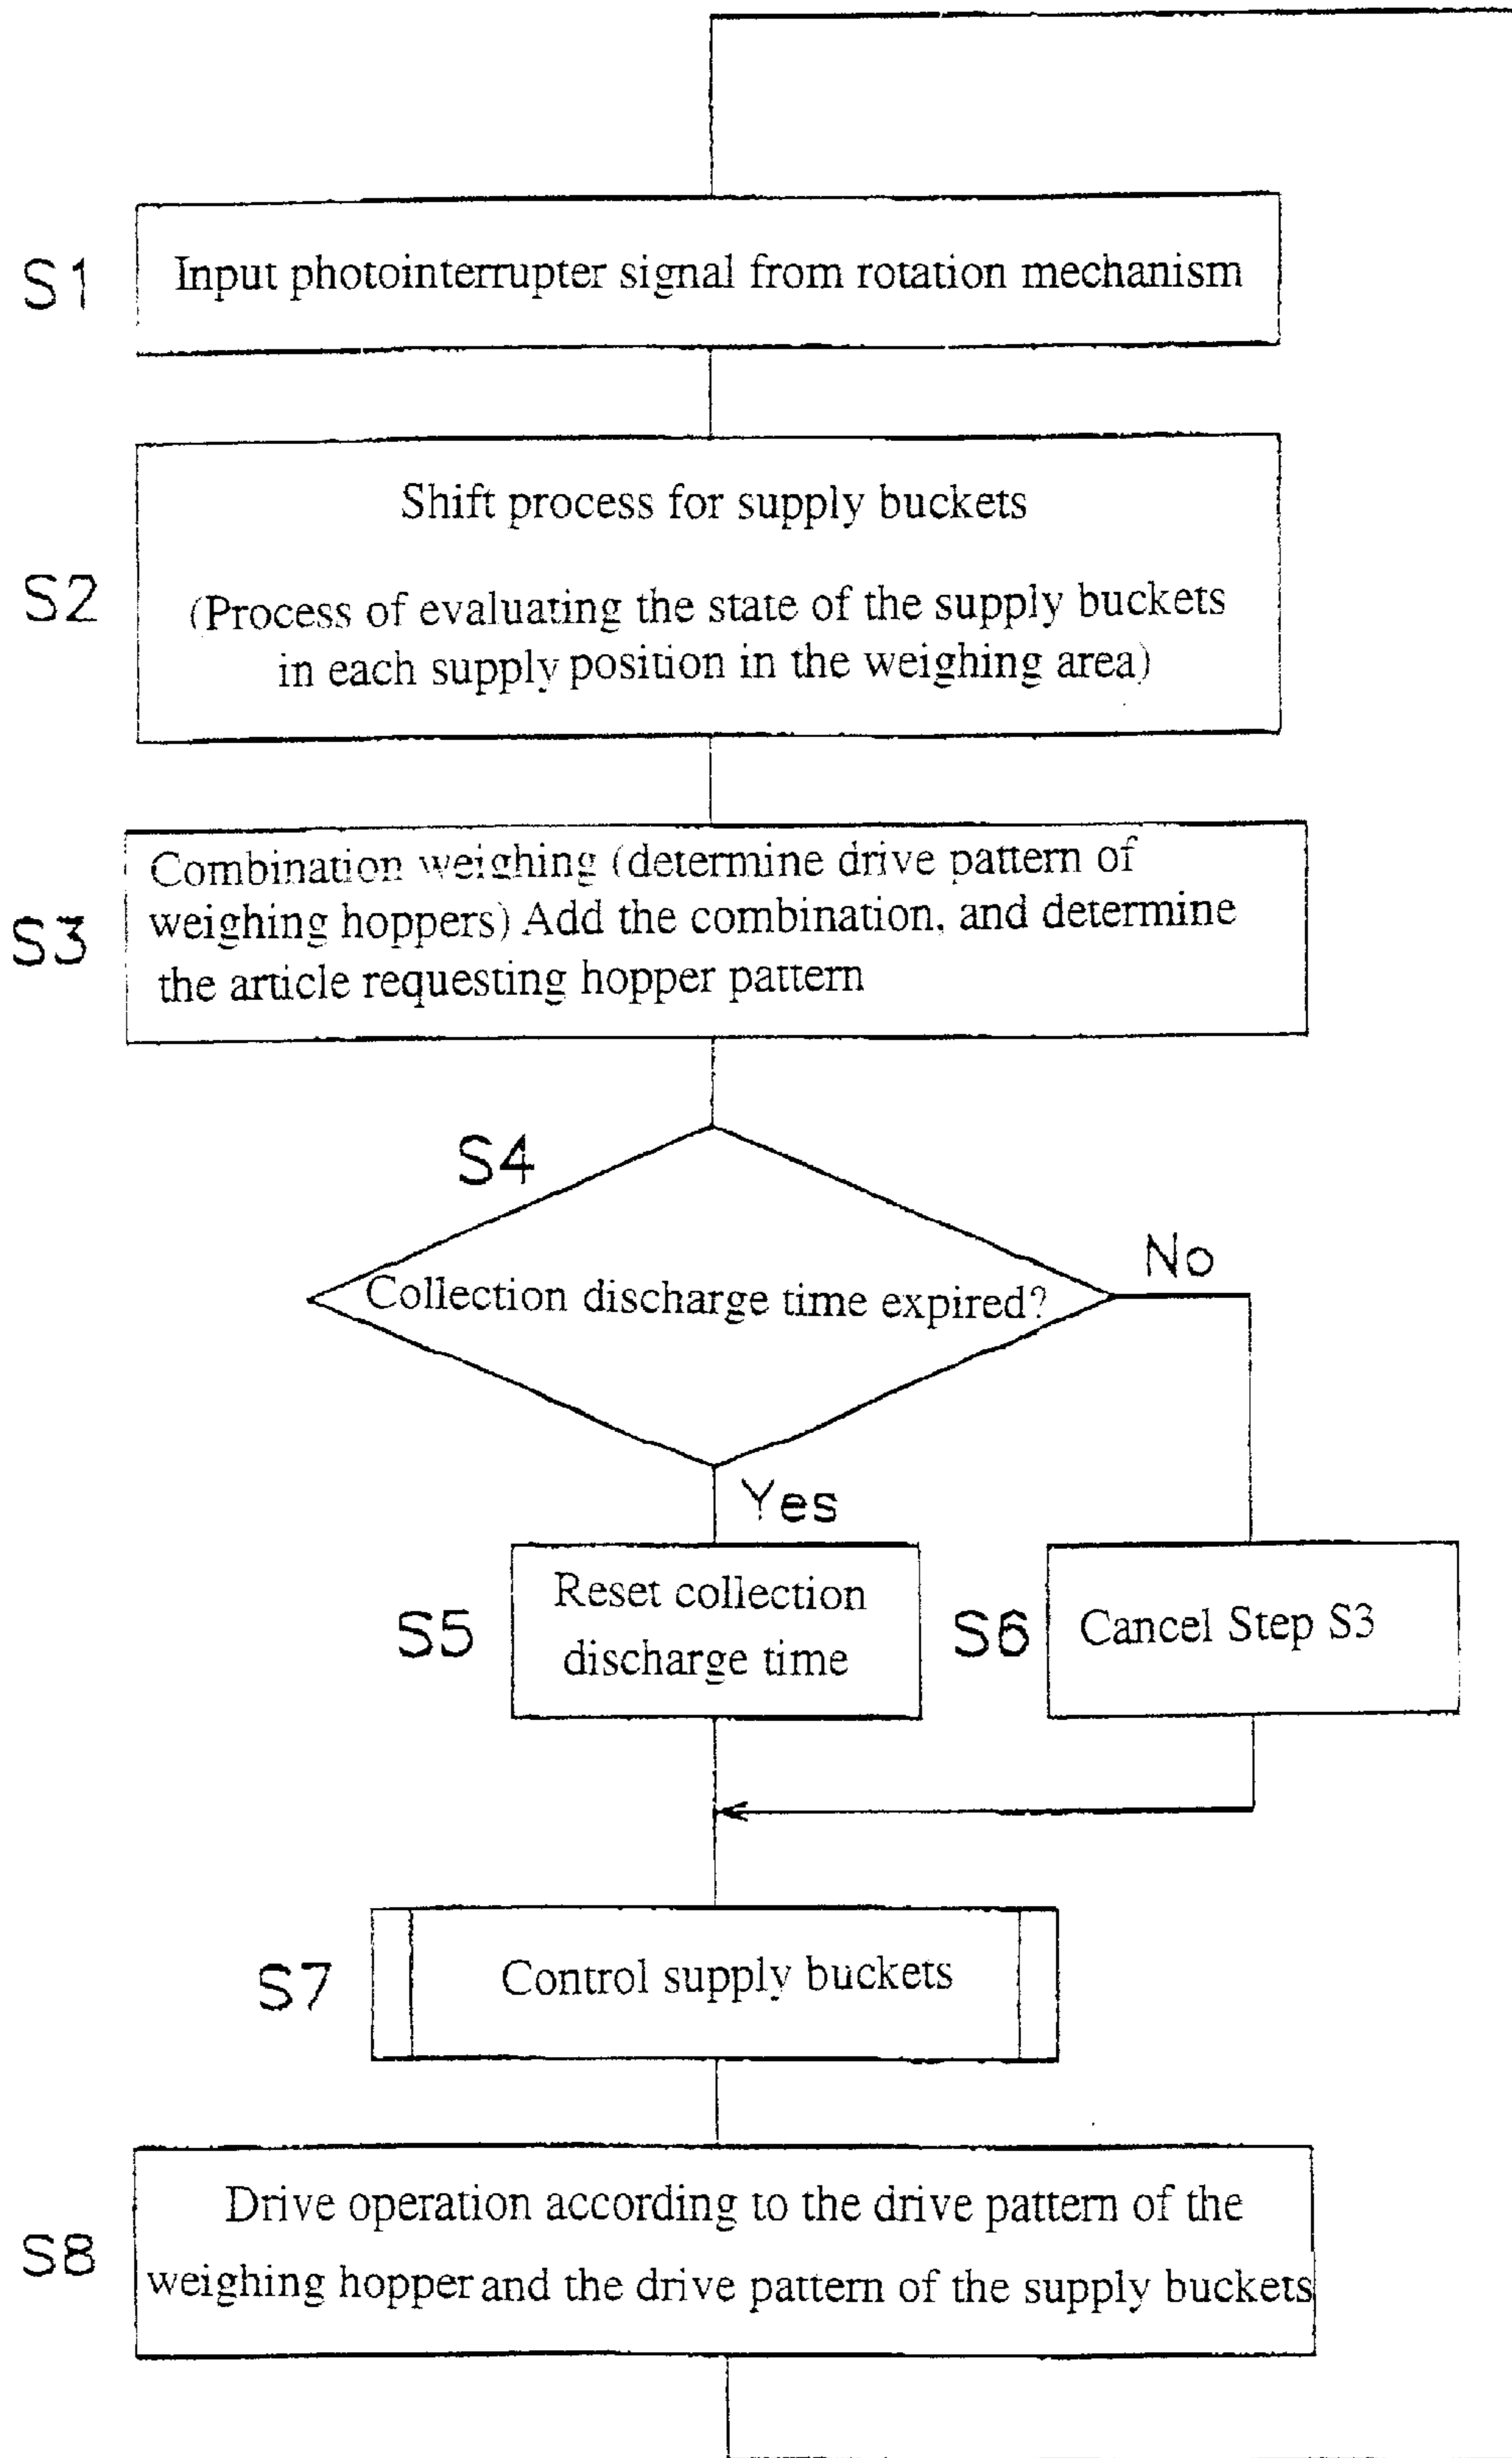 S1
Input photointerrupter signal from rotation mechanism
S2
Shift process for supply buckets
(Process of evaluating the state of the supply buckets
in each supply position in the weighing area)
S3
Combination weighing (determine drive pattern of
weighing hoppers) Add the combination, and determine
the article requesting hopper pattern
S4
Collection discharge time expired?
No
Yes
S5
Reset collection
discharge time
S6
Cancel Step S3
S7
Control supply buckets
S8
Drive operation according to the drive pattern of the
weighing hopper and the drive pattern of the supply buckets